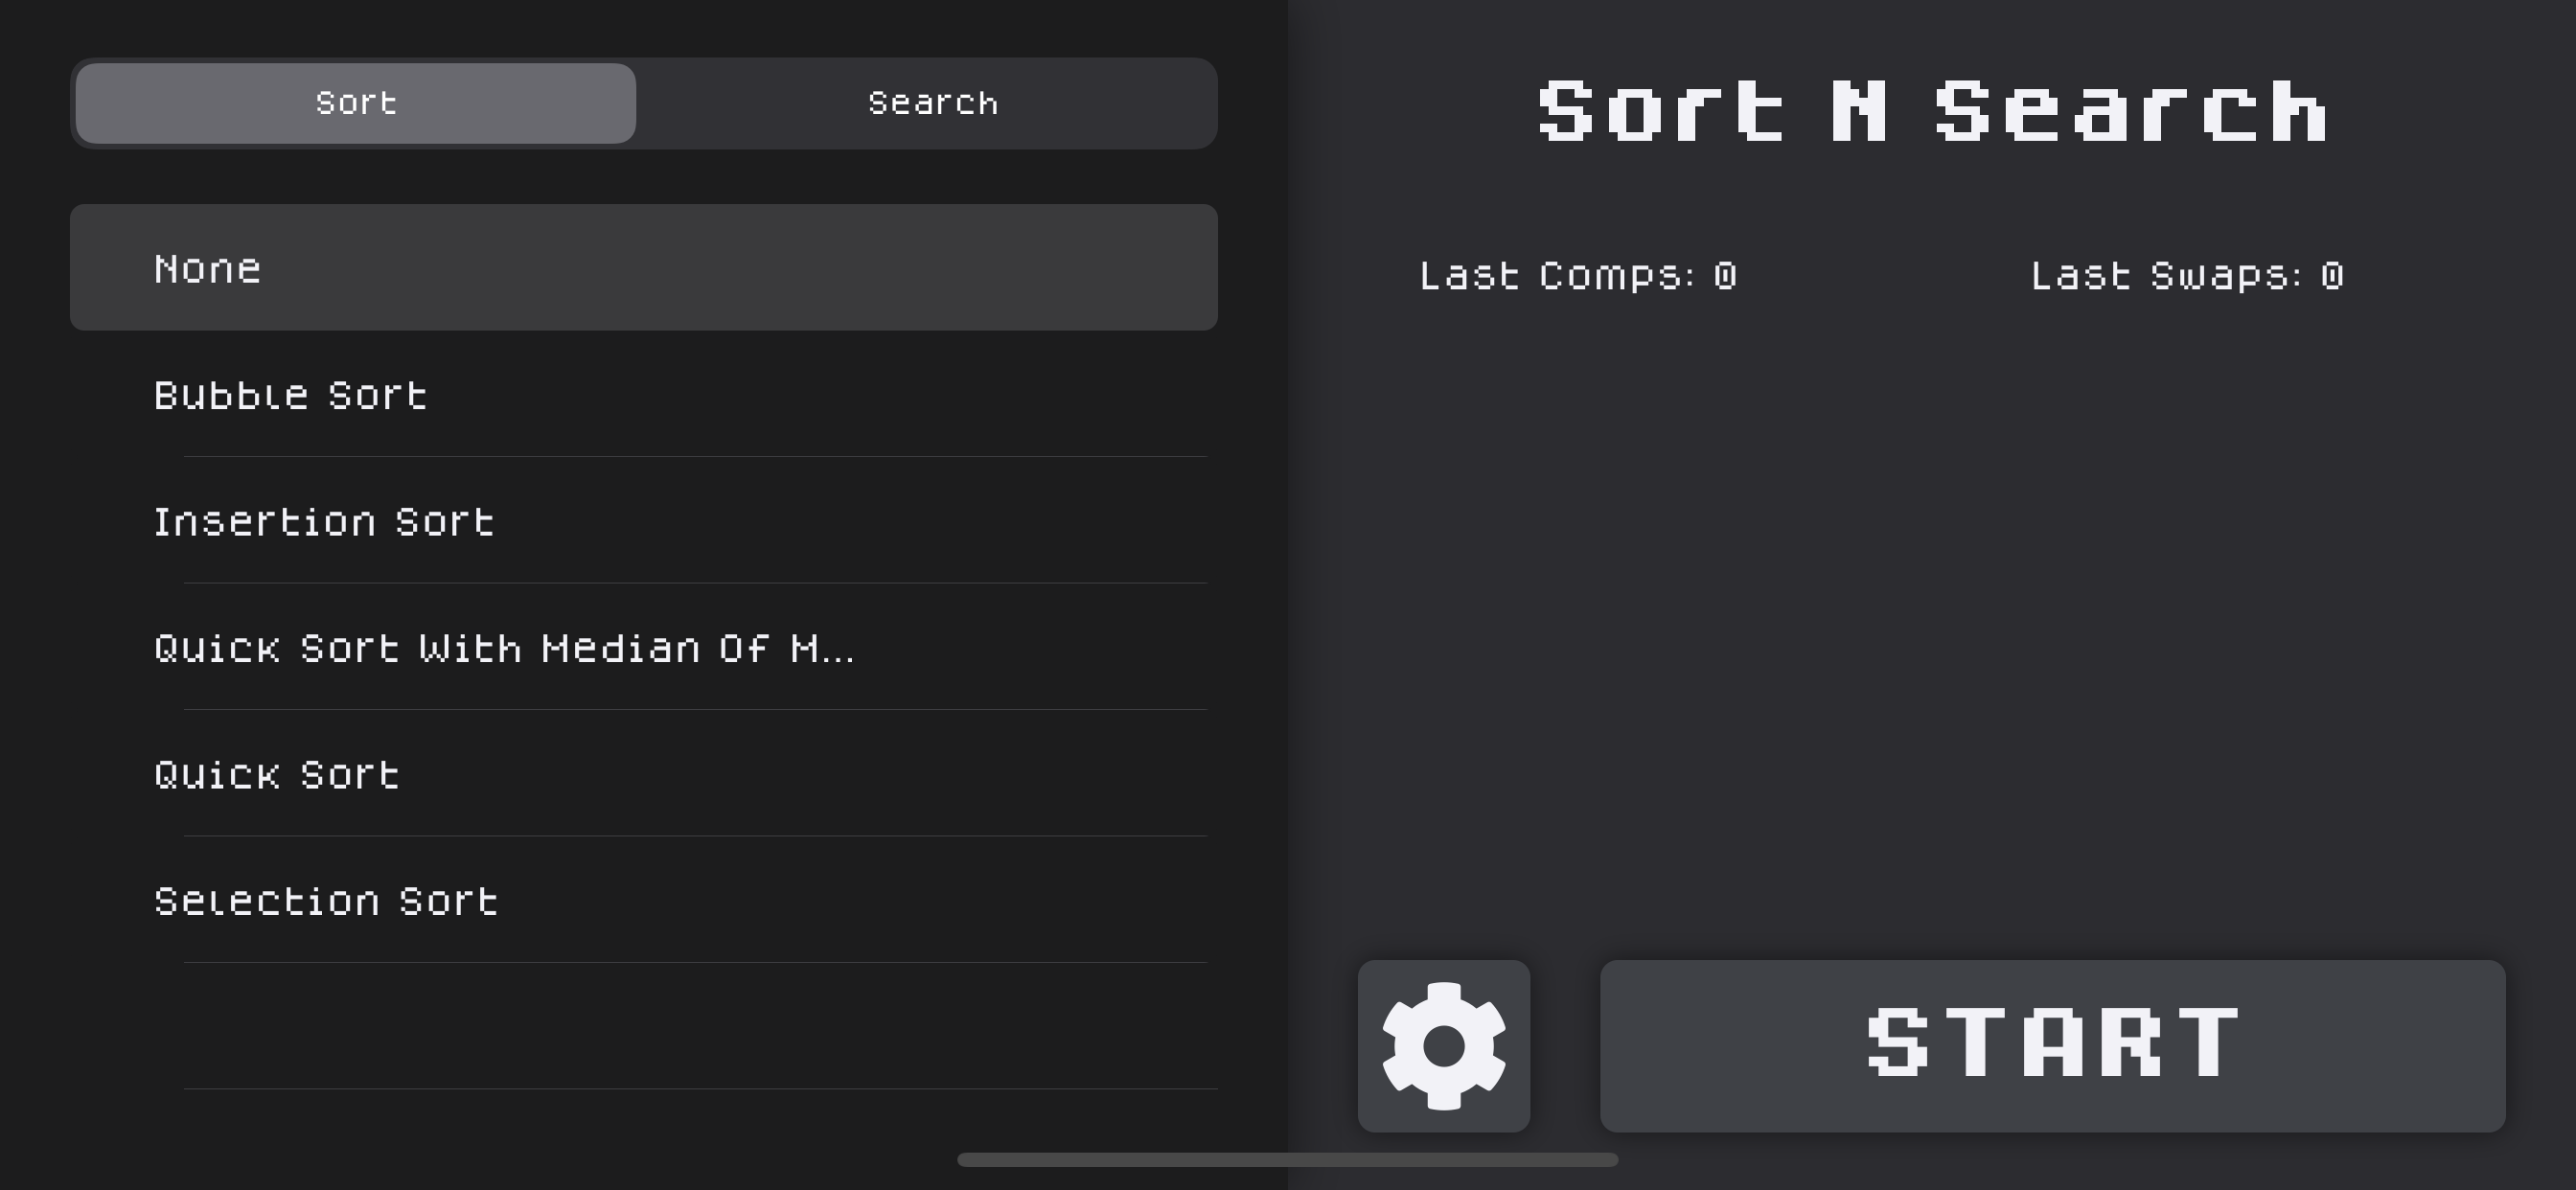 Sort
Search
None
Bubble Sort
Insertion Sort
Quick Sort With Median Of M...
Quick Sort
Selection Sort
Sort N Search
Last Comps: 0
Last Swaps: 0
START